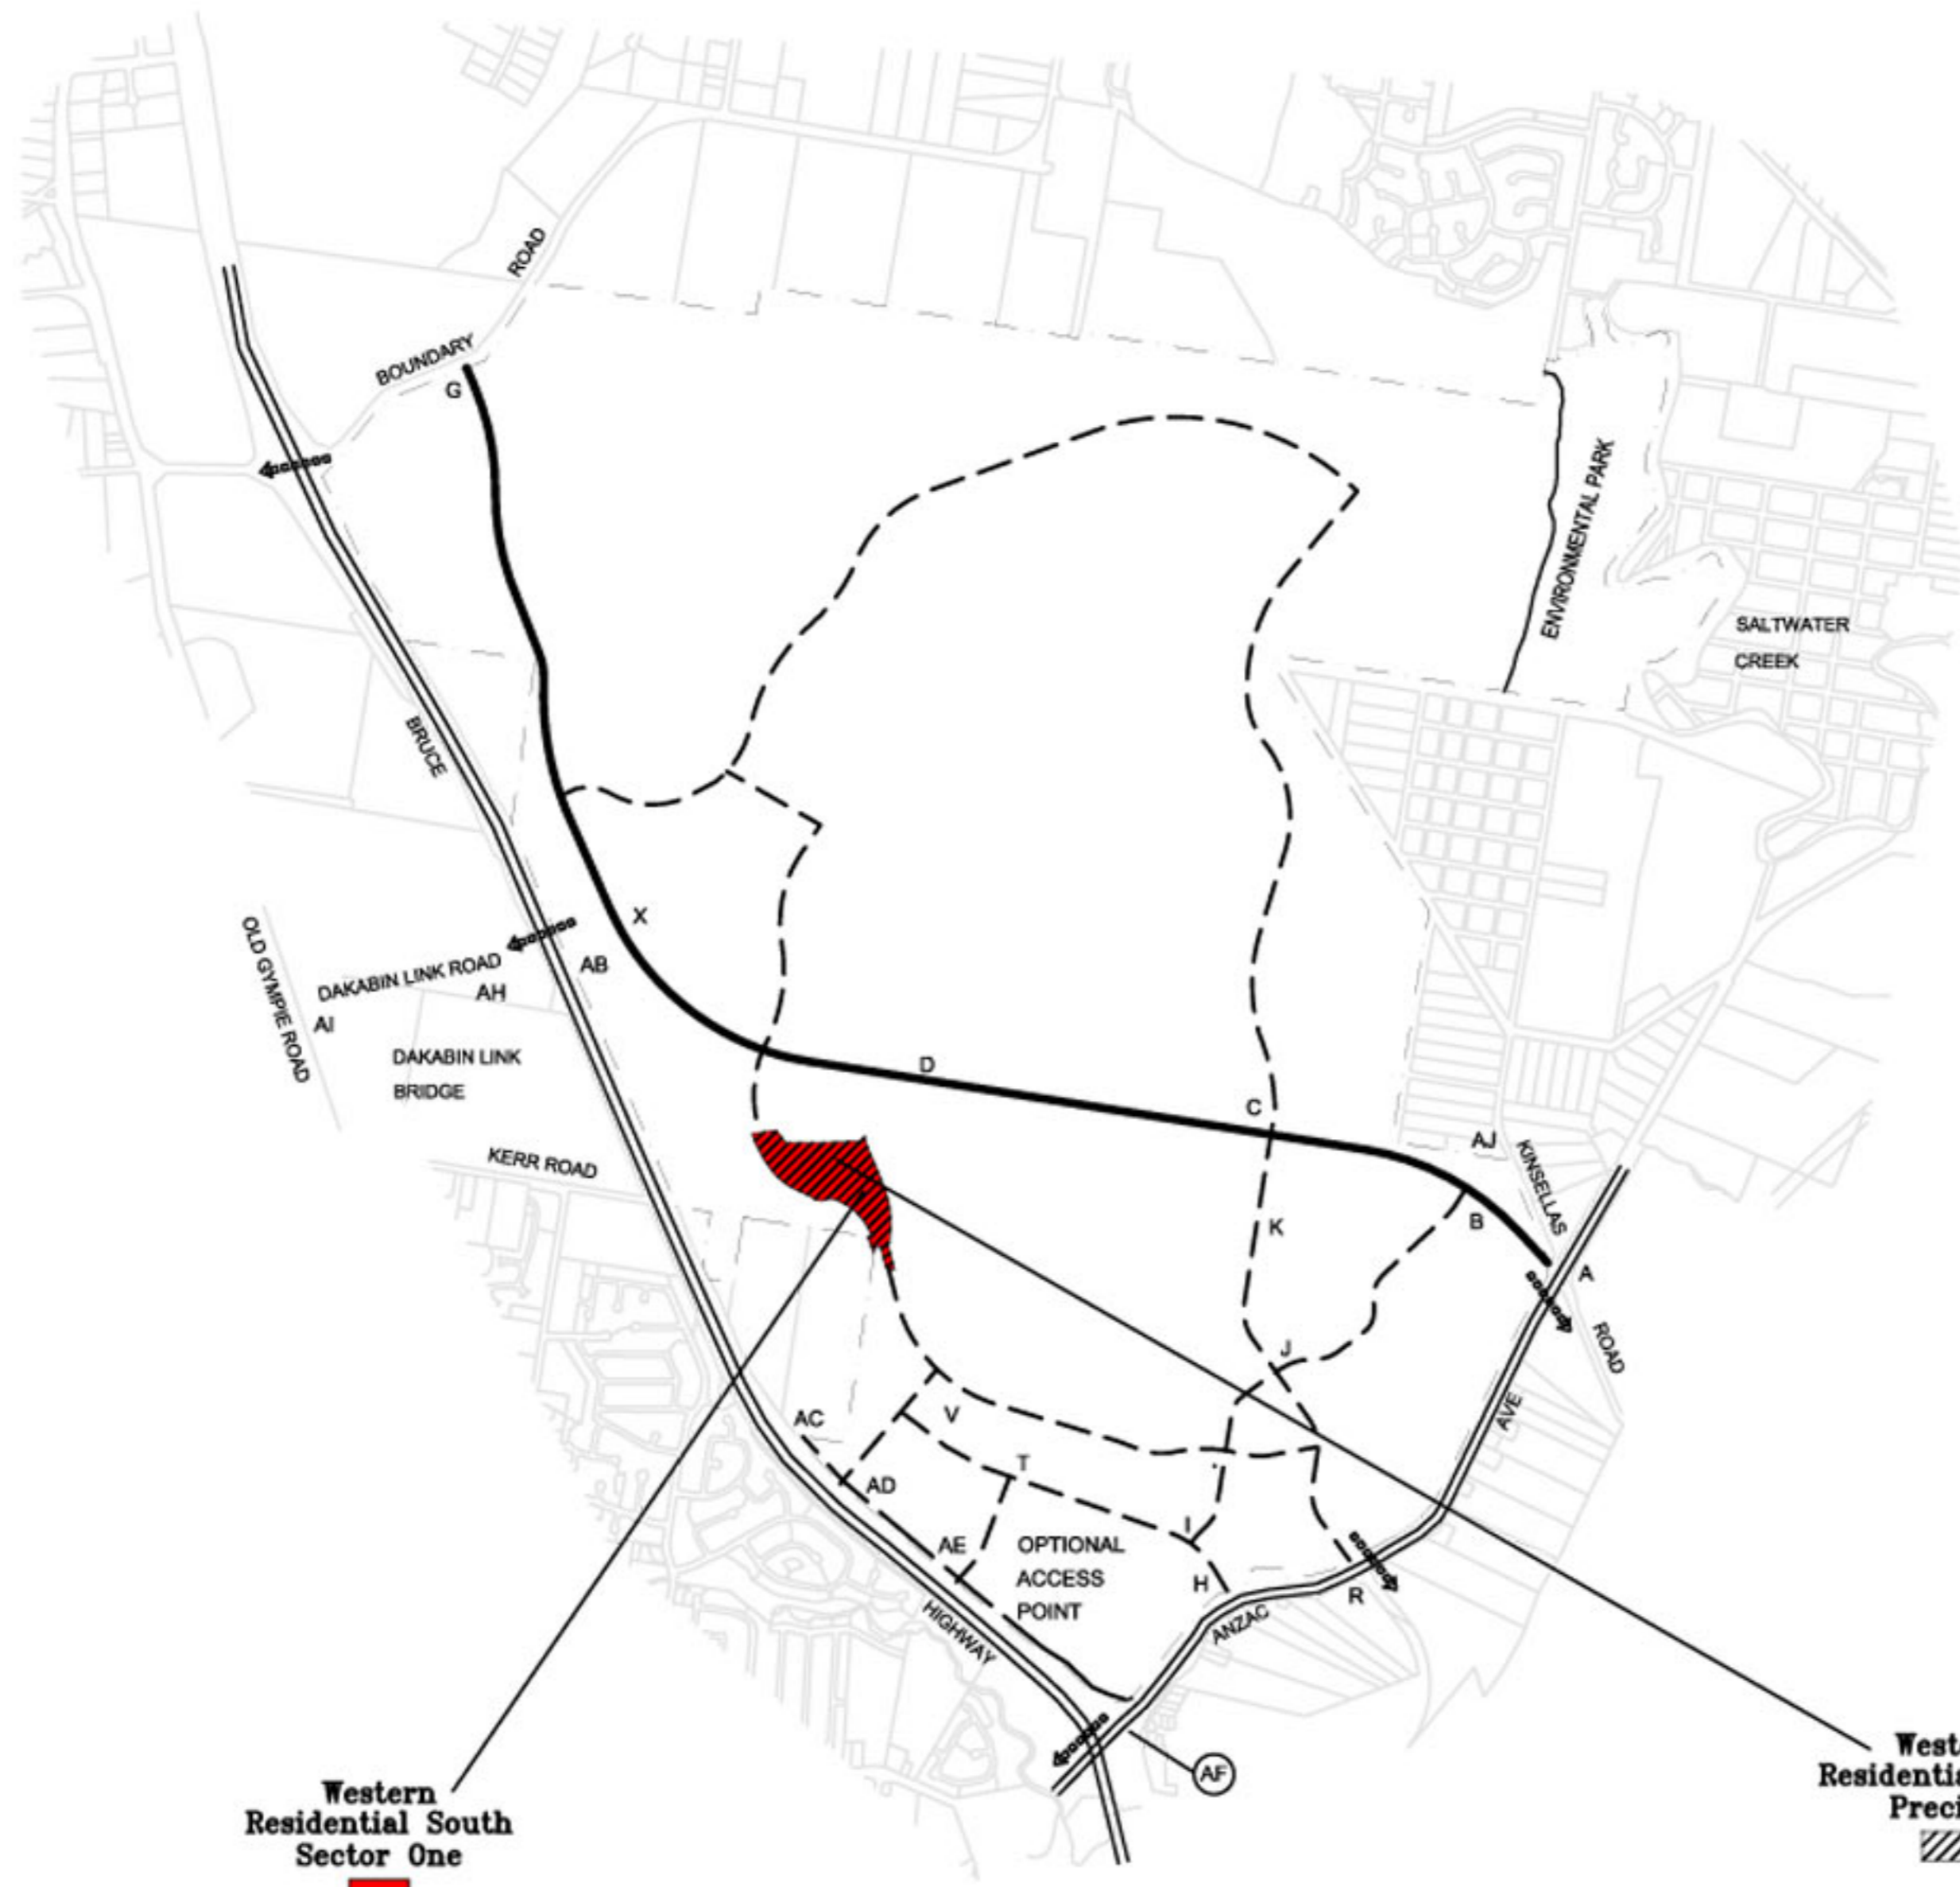 ROAD
BOUNDARY
G
ENVIRONMENTAL PARK
SALTWATER
CREEK
BRUCE
X
AB
OLD GYMPIE ROAD
DAKABIN LINK ROAD
AH
AI
DAKABIN LINK
BRIDGE
D
C
AJ
KINSELLAS
KERR ROAD
K
B
A
ROAD
J
AVE
AC
V
T
AD
I
AE
OPTIONAL
ACCESS
POINT
H
R
HIGHWAY
ANZAC
AF
Western
Residential South
Sector One